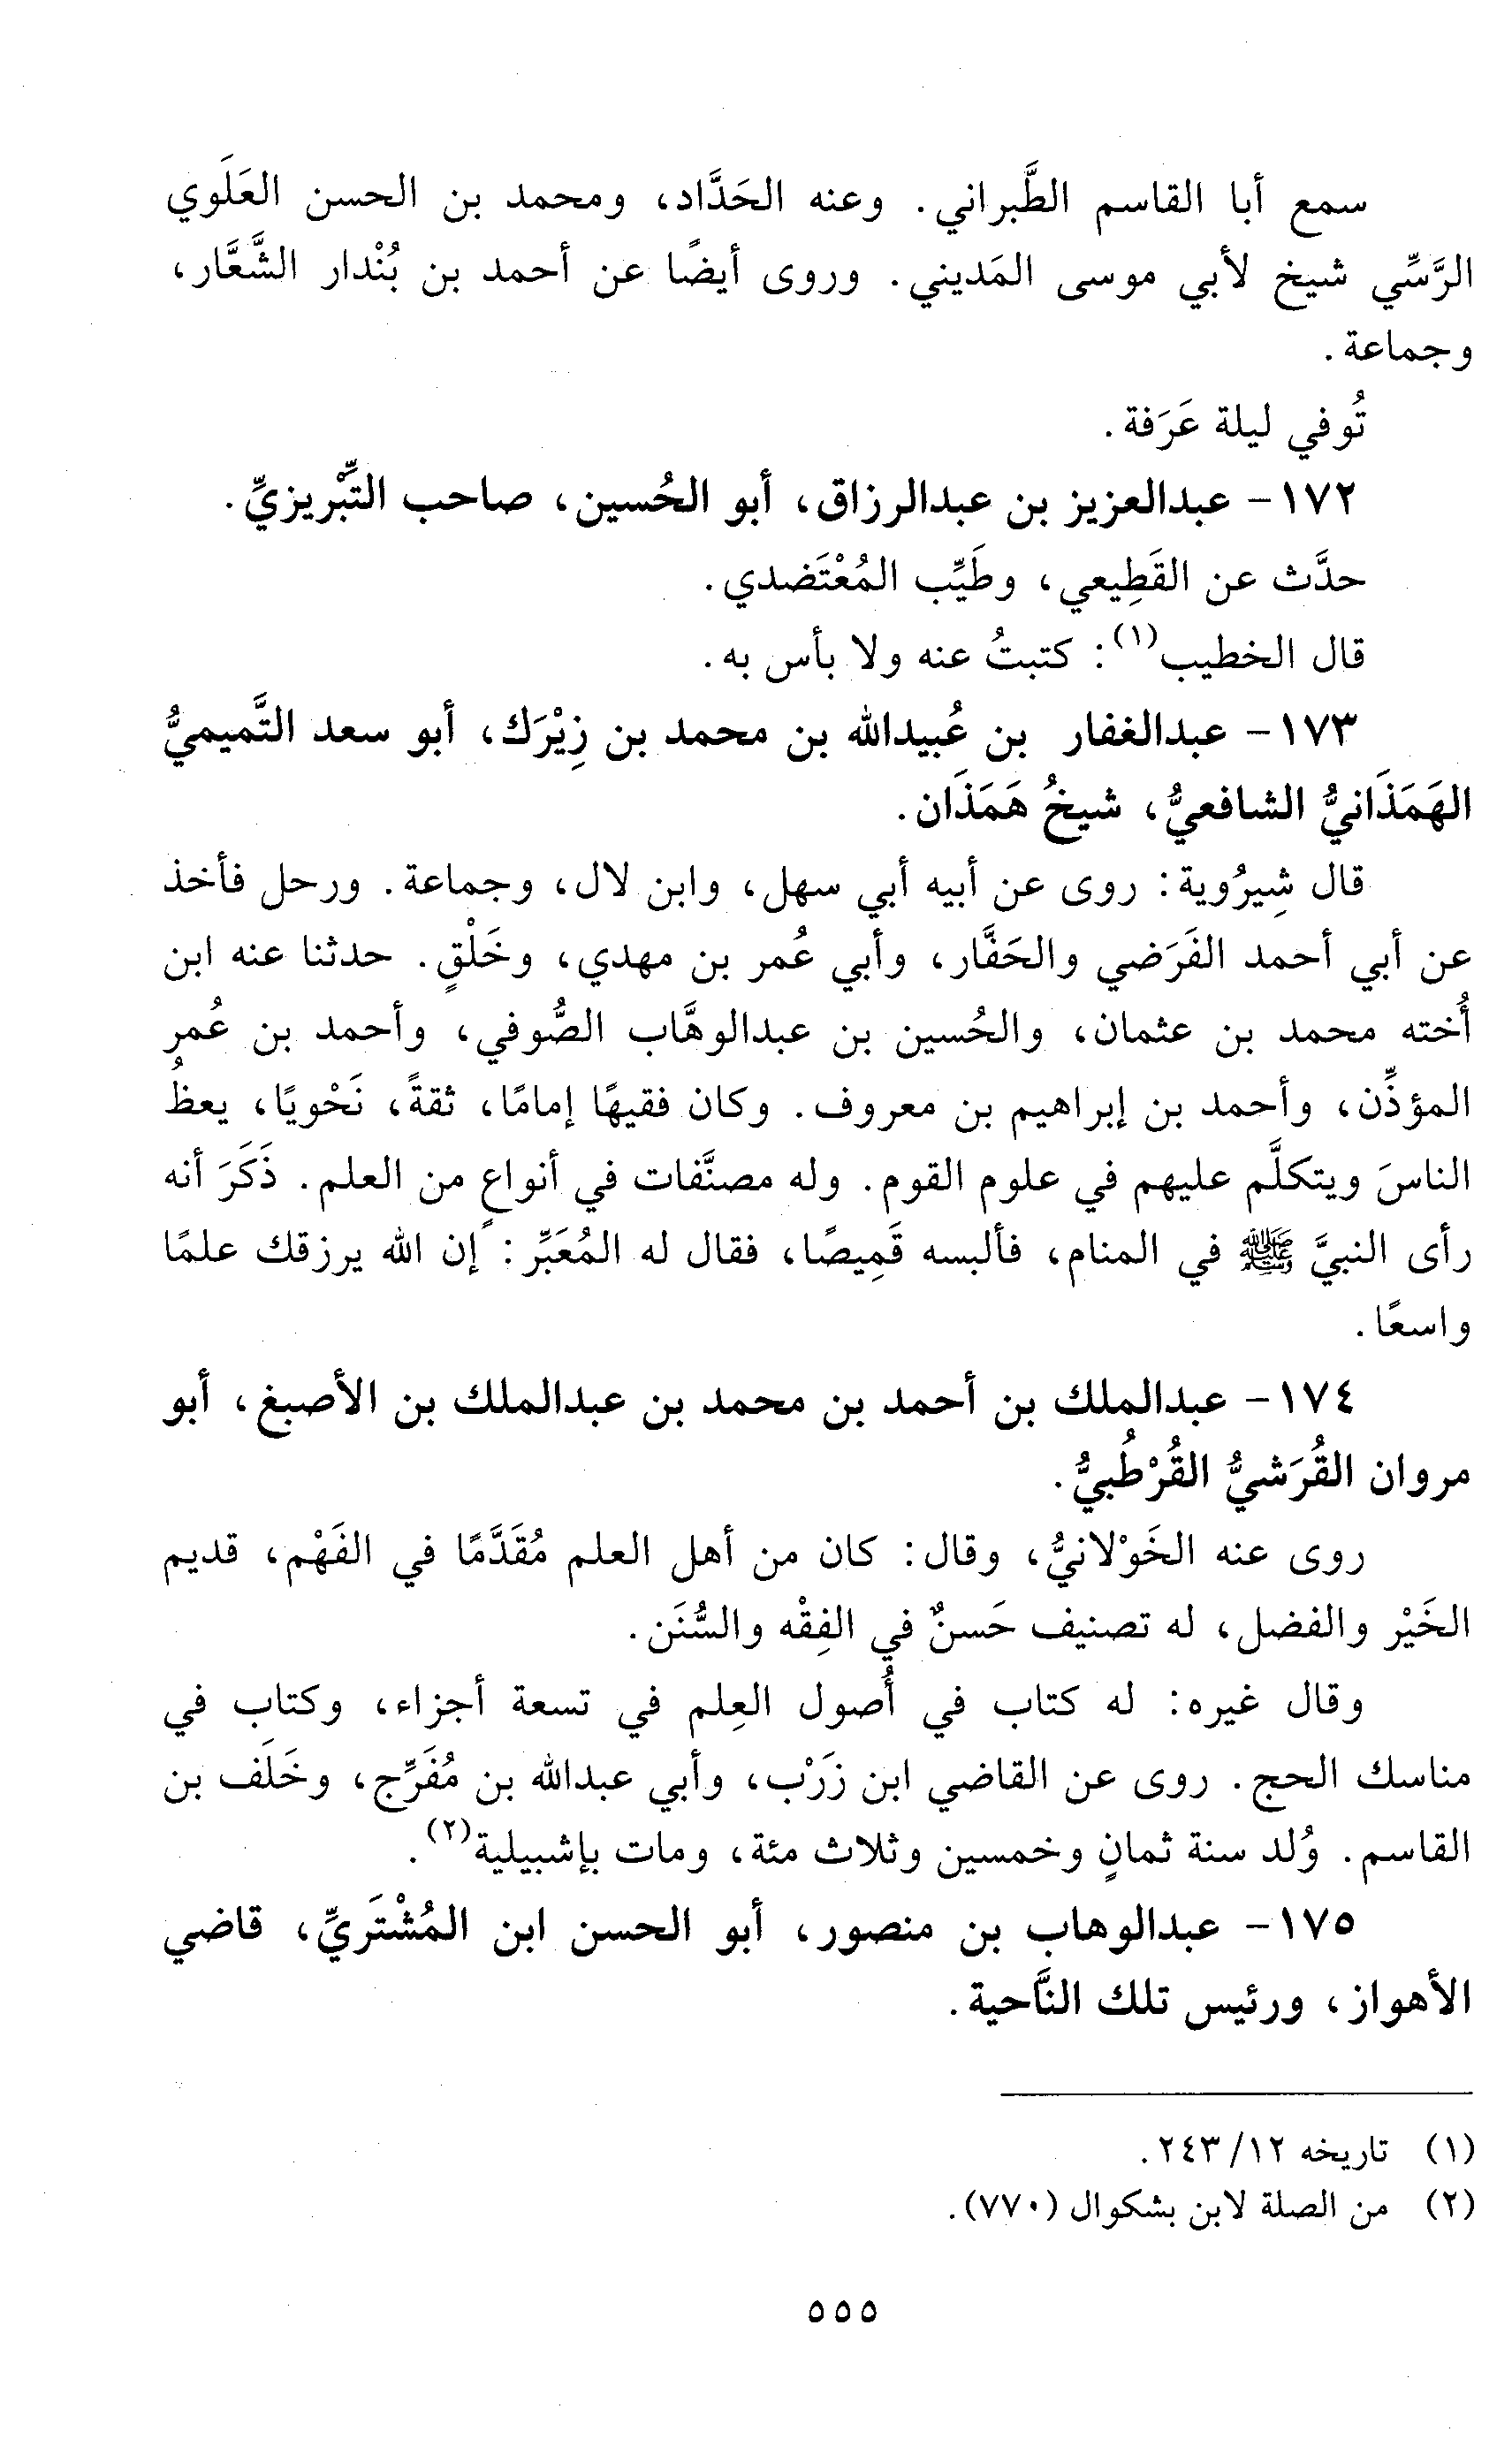 سمع أبا القاسم الطَّبراني. وعنه الحَدَّاد، ومحمد بن الحسن العَلَوي
الرَّسِّي شيخ لأبي موسى المَديني. وروى أيضًا عن أحمد بن بُنْدار الشَّعَّار،
وجماعة.
تُوفي ليلة عَرَفة.
١٧٢ - عبدالعزيز بن عبدالرزاق، أبو الحُسين، صاحب التِّبْريزيِّ.
حدَّث عن القَطِيعي، وطَيِّب المُعْتَضدي.
قال الخطيب(١): كتبتُ عنه ولا بأس به.
١٧٣ - عبدالغفار بن عُبيدالله بن محمد بن زِيْرَك، أبو سعد التَّميميُّ
الهَمَذَانيُّ الشافعيُّ، شيخُ هَمَذَان.
قال شِيرُوية: روى عن أبيه أبي سهل، وابن لال، وجماعة. ورحل فأخذ
عن أبي أحمد الفَرَضي والحَفَّار، وأبي عُمر بن مهدي، وخَلْقٍ. حدثنا عنه ابن
أُخته محمد بن عثمان، والحُسين بن عبدالوهَّاب الصُّوفي، وأحمد بن عُمر
المؤذِّن، وأحمد بن إبراهيم بن معروف. وكان فقيهًا إمامًا، ثقةً، نَحْويًا، يعظُ
الناسَ ويتكلَّم عليهم في علوم القوم. وله مصنَّفات في أنواعٍ من العلم. ذَكَرَ أنه
رأى النبيَّ ﷺ في المنام، فألبسه قَمِيصًا، فقال له المُعَبِّر: إن الله يرزقك علمًا
واسعًا.
١٧٤ - عبدالملك بن أحمد بن محمد بن عبدالملك بن الأصبغ، أبو
مروان القُرَشيُّ القُرْطُبيُّ.
روى عنه الخَوْلانيُّ، وقال: كان من أهل العلم مُقَدَّمًا في الفَهْم، قديم
الخَيْر والفضل، له تصنيف حَسنٌ في الفِقْه والسُّنَن.
وقال غيره: له كتاب في أُصول العِلم في تسعة أجزاء، وكتاب في
مناسك الحج. روى عن القاضي ابن زَرْب، وأبي عبدالله بن مُفَرِّج، وخَلَف بن
القاسم. وُلد سنة ثمانٍ وخمسين وثلاث مئة، ومات بإشبيلية(٢).
١٧٥ - عبدالوهاب بن منصور، أبو الحسن ابن المُشْتَريِّ، قاضي
الأهواز، ورئيس تلك النَّاحية.
(١) تاريخه ١٢/ ٢٤٣.
(٢) من الصلة لابن بشكوال (٧٧٠).
٥٥٥